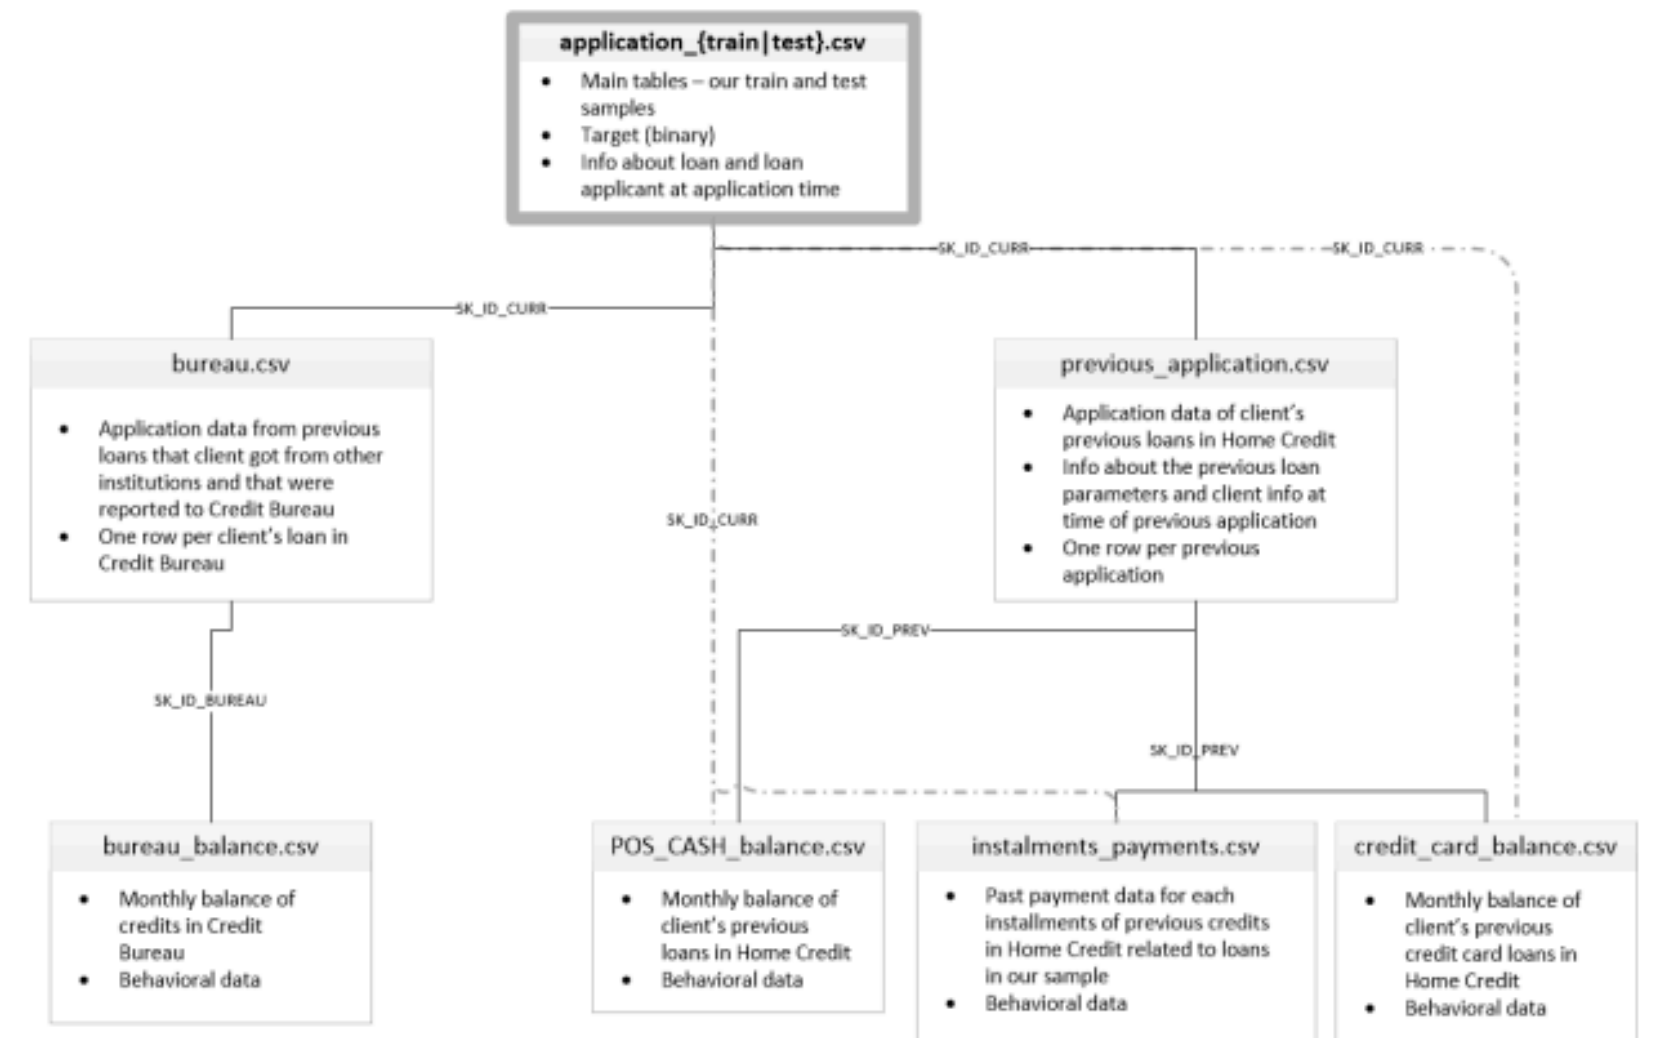 application_{train|test}.csv
• Main tables – our train and test
samples
• Target (binary)
• Info about loan and loan
applicant at application time
SK_ID_CURR
SK_ID_CURR
SK_ID_CURR
bureau.csv
• Application data from previous
loans that client got from other
institutions and that were
reported to Credit Bureau
• One row per client's loan in
Credit Bureau
previous_application.csv
• Application data of client's
previous loans in Home Credit
• Info about the previous loan
parameters and client info at
time of previous application
• One row per previous
application
SK_ID_CURR
SK_ID_PREV
SK_ID_BUREAU
SK_ID_PREV
bureau_balance.csv
• Monthly balance of
credits in Credit
Bureau
• Behavioral data
POS_CASH_balance.csv
• Monthly balance of
client's previous
loans in Home Credit
• Behavioral data
instalments_payments.csv
• Past payment data for each
installments of previous credits
in Home Credit related to loans
in our sample
• Behavioral data
credit_card_balance.csv
• Monthly balance of
client's previous
credit card loans in
Home Credit
• Behavioral data